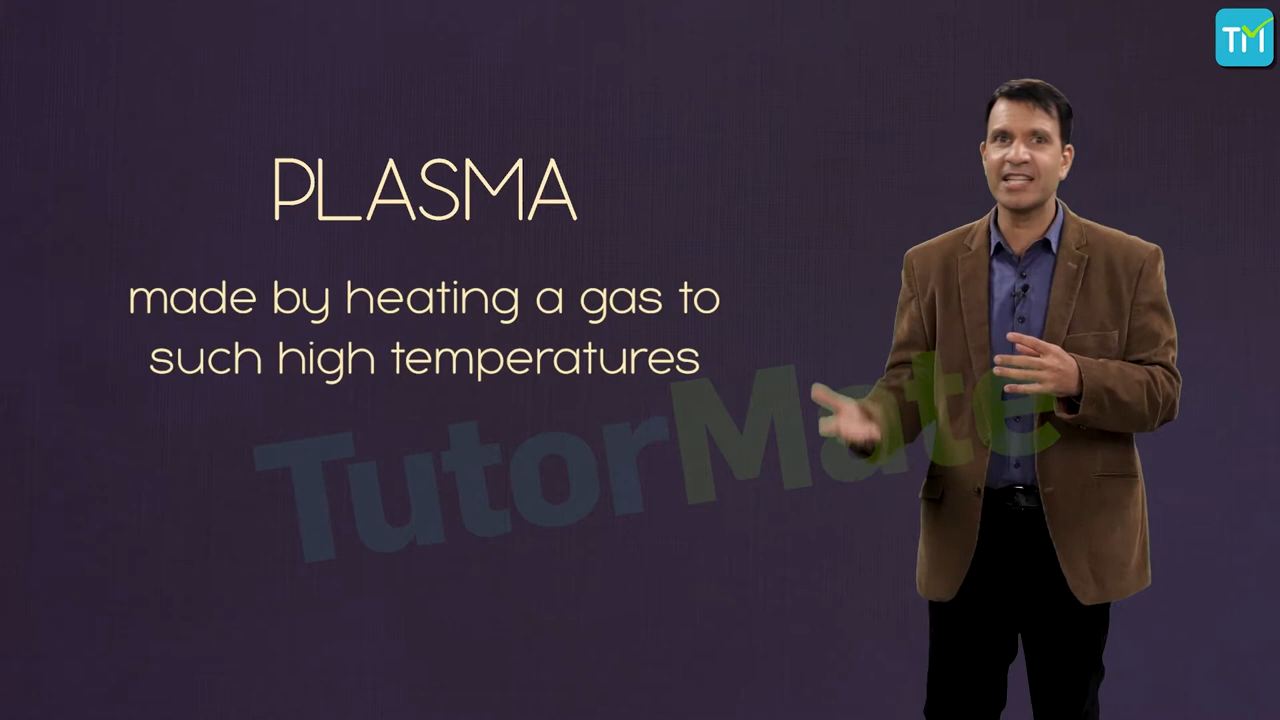 TM
PLASMA
made by heating a gas to
such high temperatures
TutorMate